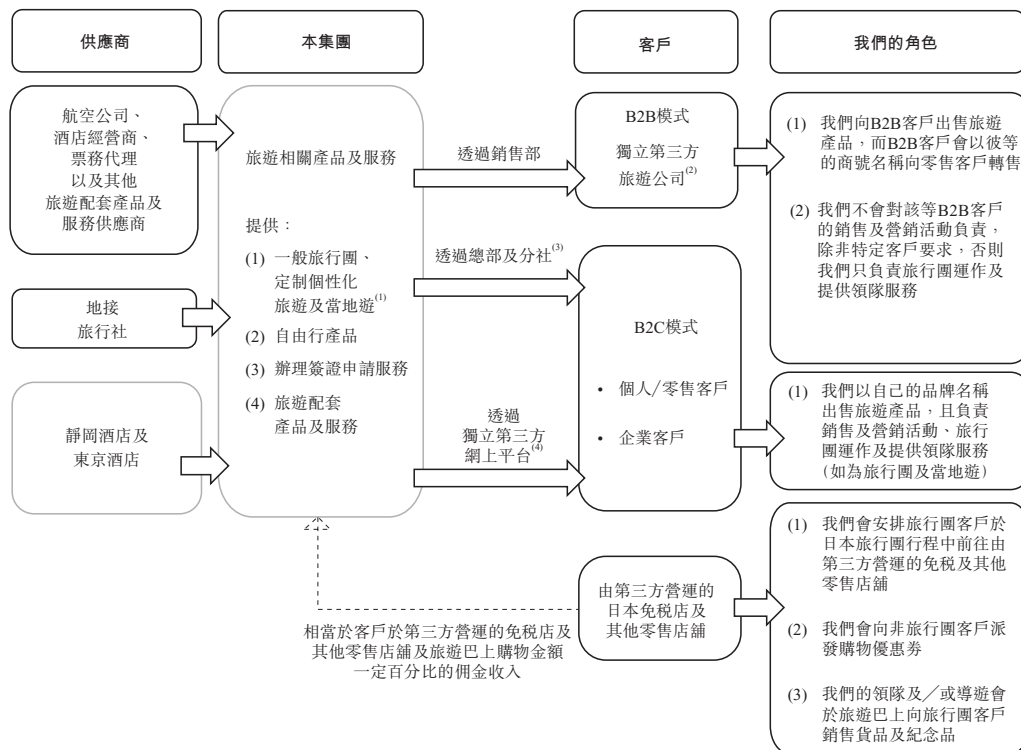 供應商
本集團
客戶
我們的角色
航空公司、
酒店經營商、
票務代理
以及其他
旅遊配套產品及
服務供應商
地接
旅行社
靜岡酒店及
東京酒店
旅遊相關產品及服務
提供：
(1) 一般旅行團、
定制個性化
旅遊及當地遊(1)
(2) 自由行產品
(3) 辦理簽證申請服務
(4) 旅遊配套
產品及服務
透過銷售部
透過總部及分社(3)
透過
獨立第三方
網上平台(4)
B2B模式
獨立第三方
旅遊公司(2)
B2C模式
• 個人/零售客戶
• 企業客戶
由第三方營運的
日本免稅店及
其他零售店舖
相當於客戶於第三方營運的免稅店及
其他零售店舖及旅遊巴上購物金額
一定百分比的佣金收入
(1) 我們向B2B客戶出售旅遊
產品，而B2B客戶會以彼等
的商號名稱向零售客戶轉售
(2) 我們不會對該等B2B客戶
的銷售及營銷活動負責，
除非特定客戶要求，否則
我們只負責旅行團運作及
提供領隊服務
(1) 我們以自己的品牌名稱
出售旅遊產品，且負責
銷售及營銷活動、旅行
團運作及提供領隊服務
(如為旅行團及當地遊)
(1) 我們會安排旅行團客戶於
日本旅行團行程中前往由
第三方營運的免稅及其他
零售店舖
(2) 我們會向非旅行團客戶派
發購物優惠券
(3) 我們的領隊及／或導遊會
於旅遊巴上向旅行團客戶
銷售貨品及紀念品